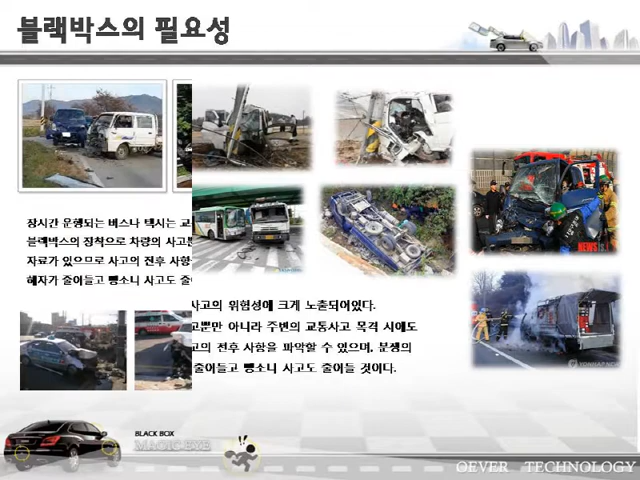 블랙박스의 필요성
장시간 운행되는 버스나 택시는 교
블랙박스의 장착으로 차량의 사고뿐
자료가 있으므로 사고의 전후 사항
해자가 줄어들고 뺑소니 사고도 줄어
사고의 위험성에 크게 노출되어있다.
교뿐만 아니라 주변의 교통사고 목격 시에도
고의 전후 사항을 파악할 수 있으며, 분쟁의
줄어들고 뺑소니 사고도 줄어들 것이다.
NEWSis
YONHAP NEWS
BLACK BOX
MAGIC-EYE
OEVER TECHNOLOGY